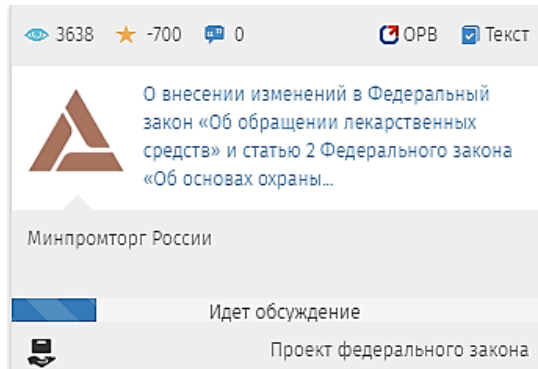 3638 -700 0 ОРВ Текст
О внесении изменений в Федеральный
закон «Об обращении лекарственных
средств» и статью 2 Федерального закона
«Об основах охраны...
Минпромторг России
Идет обсуждение
Проект федерального закона